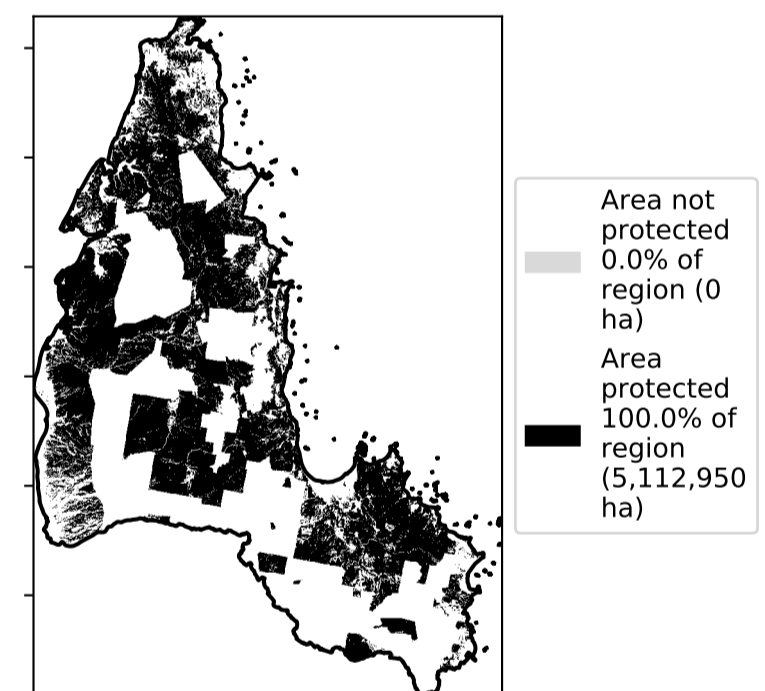 Area not
protected
0.0% of
region (0
ha)
Area
protected
100.0% of
region
(5,112,950
ha)